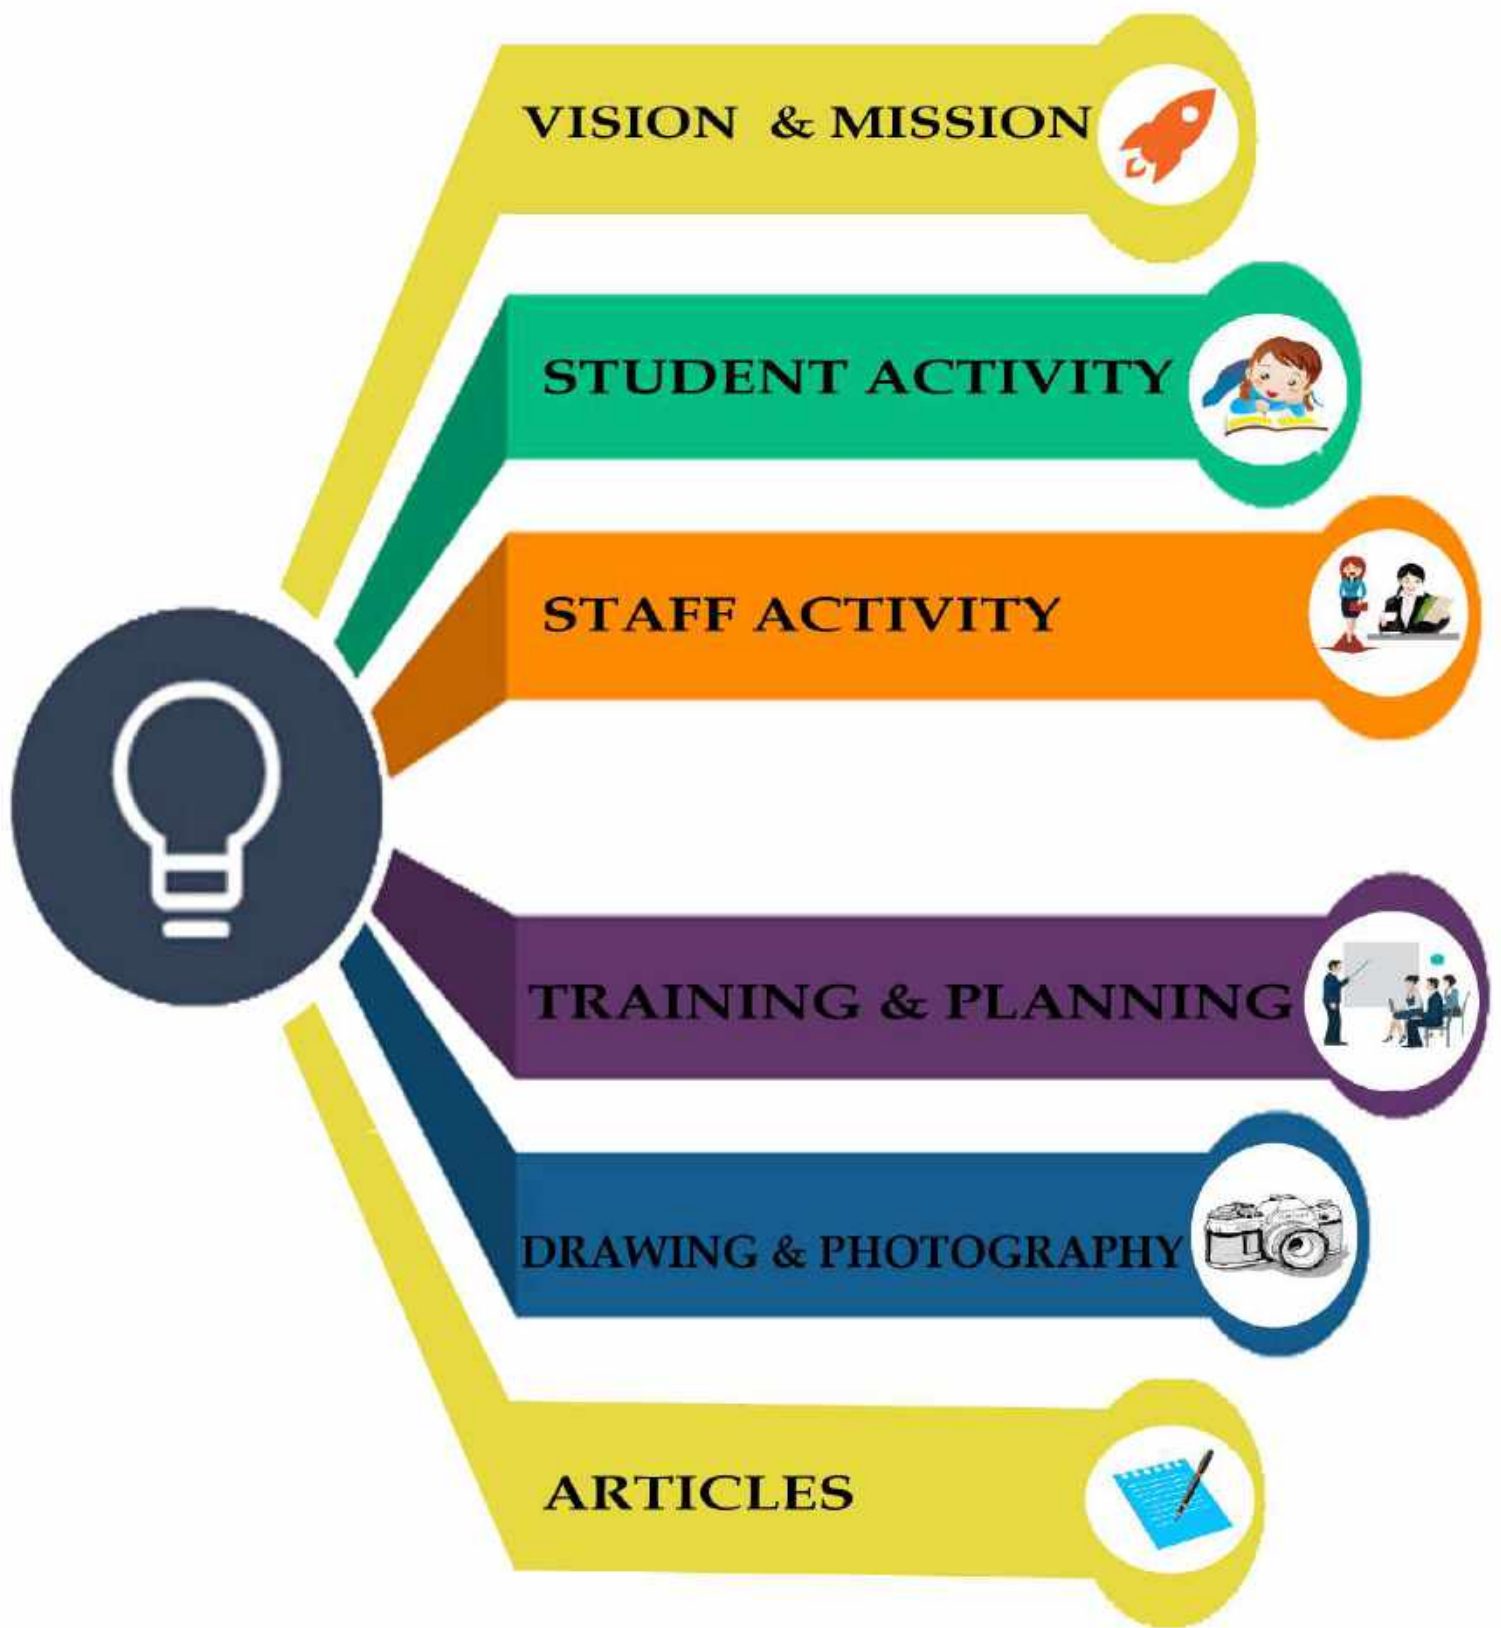 VISION & MISSION
STUDENT ACTIVITY
STAFF ACTIVITY
TRAINING & PLANNING
DRAWING & PHOTOGRAPHY
ARTICLES